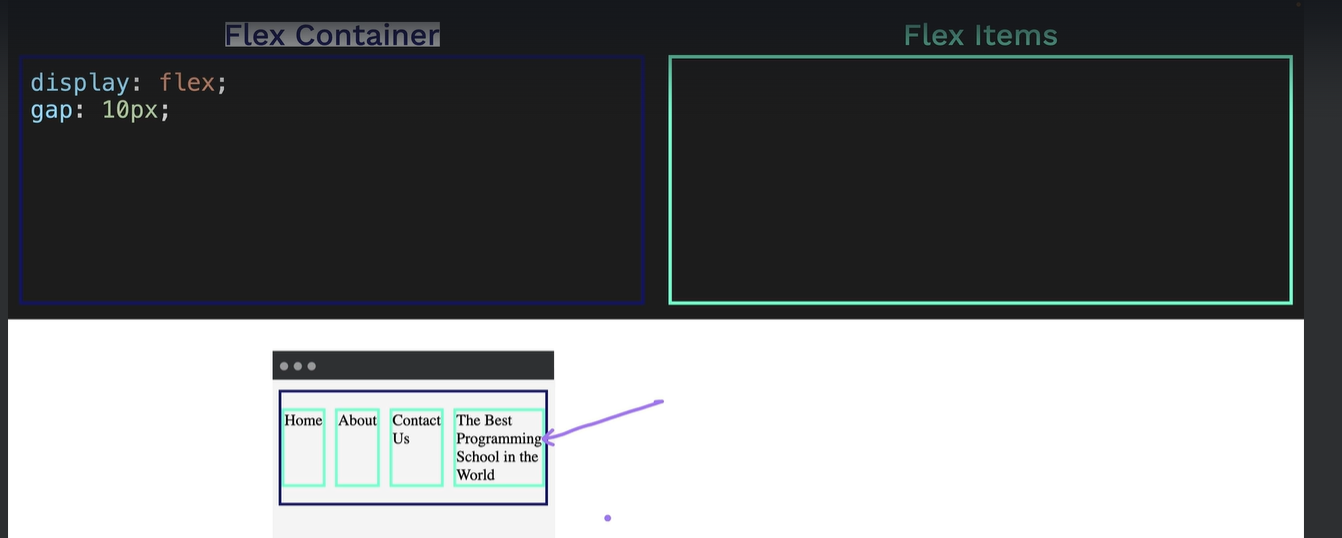 Flex Container
Flex Items
display: flex;
gap: 10px;
Home
About
Contact
Us
The Best
Programming
School in the
World